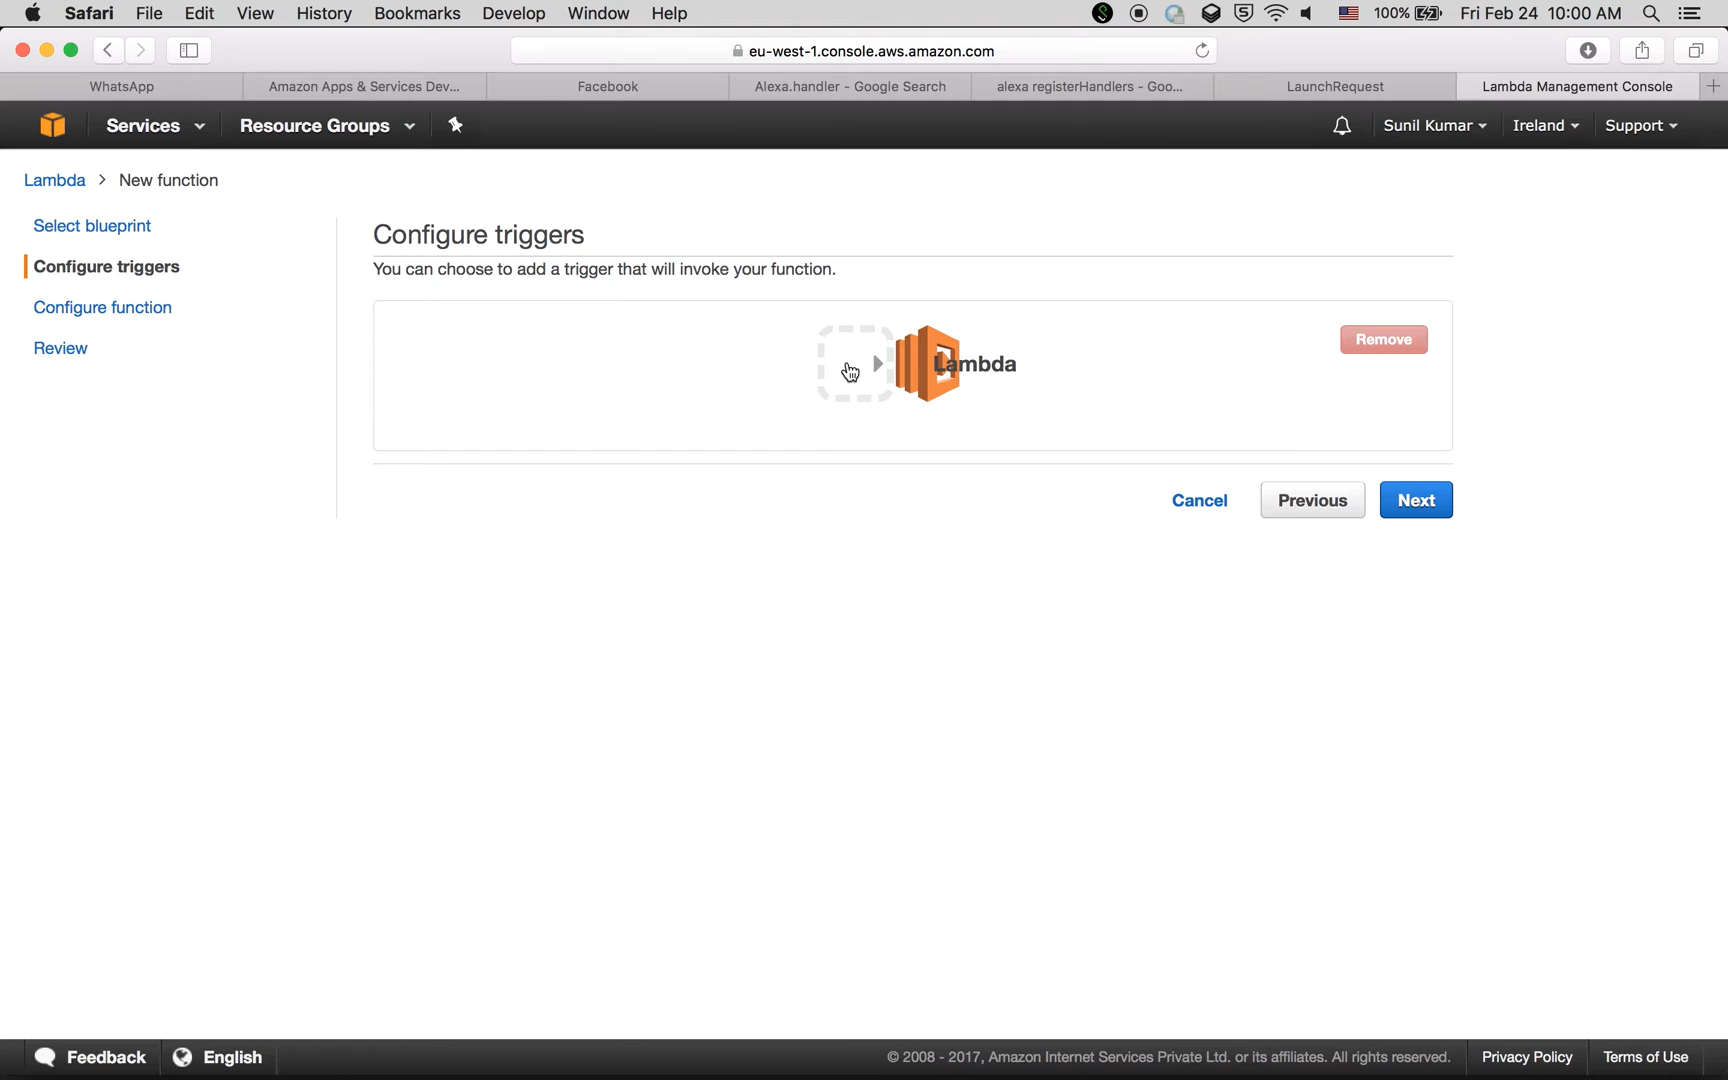 Safari File Edit View History Bookmarks Develop Window Help 100% Fri Feb 24 10:00 AM
eu-west-1.console.aws.amazon.com
WhatsApp Amazon Apps & Services Dev... Facebook Alexa.handler - Google Search alexa registerHandlers - Goo... LaunchRequest Lambda Management Console
Services Resource Groups Sunil Kumar Ireland Support
Lambda > New function
Select blueprint
Configure triggers
Configure function
Review
Configure triggers
You can choose to add a trigger that will invoke your function.
Lambda
Remove
Cancel Previous Next
Feedback English © 2008 - 2017, Amazon Internet Services Private Ltd. or its affiliates. All rights reserved. Privacy Policy Terms of Use